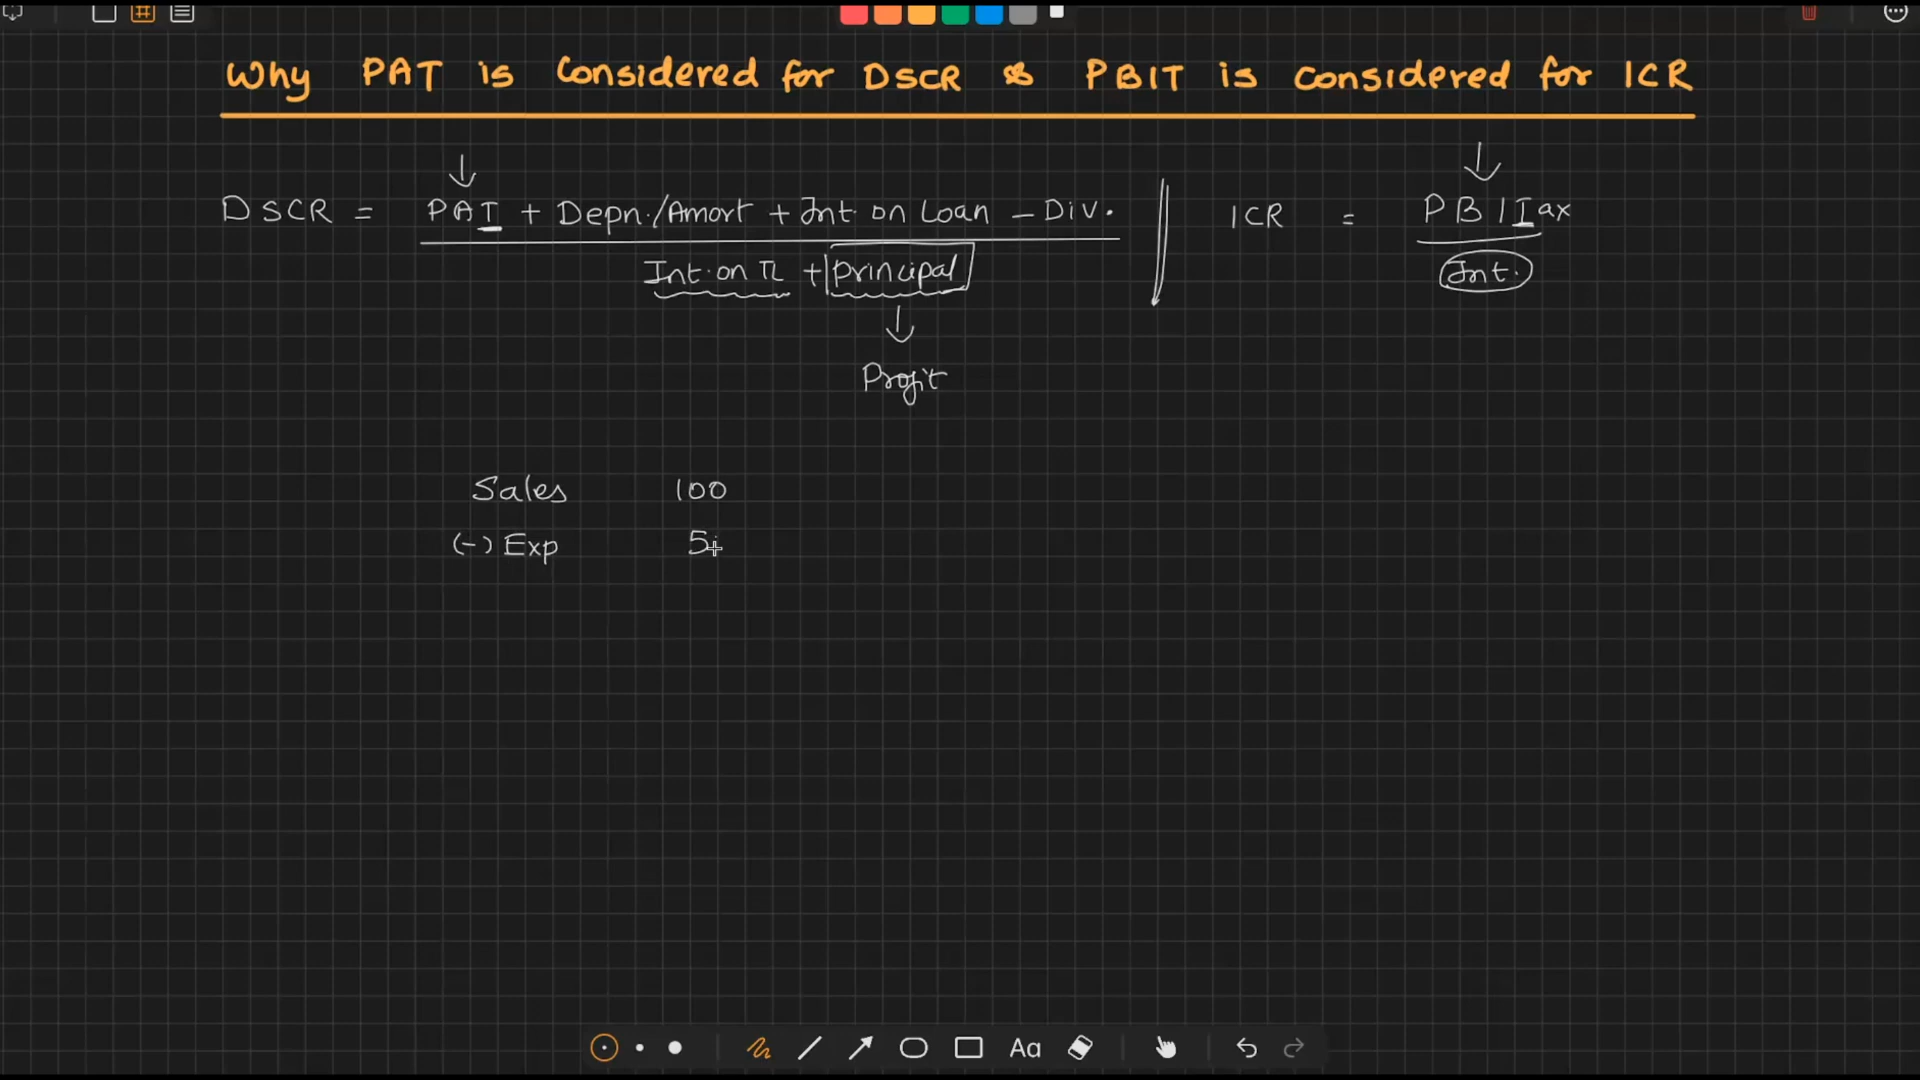 Why PAT is Considered for DSCR & PBIT is Considered for ICR
DSCR = PAT + Depn./Amort + Int. on Loan - Div.
Int. on TL + principal
ICR = PBITax
Int.
Profit
Sales 100
(-) Exp 5
Aa